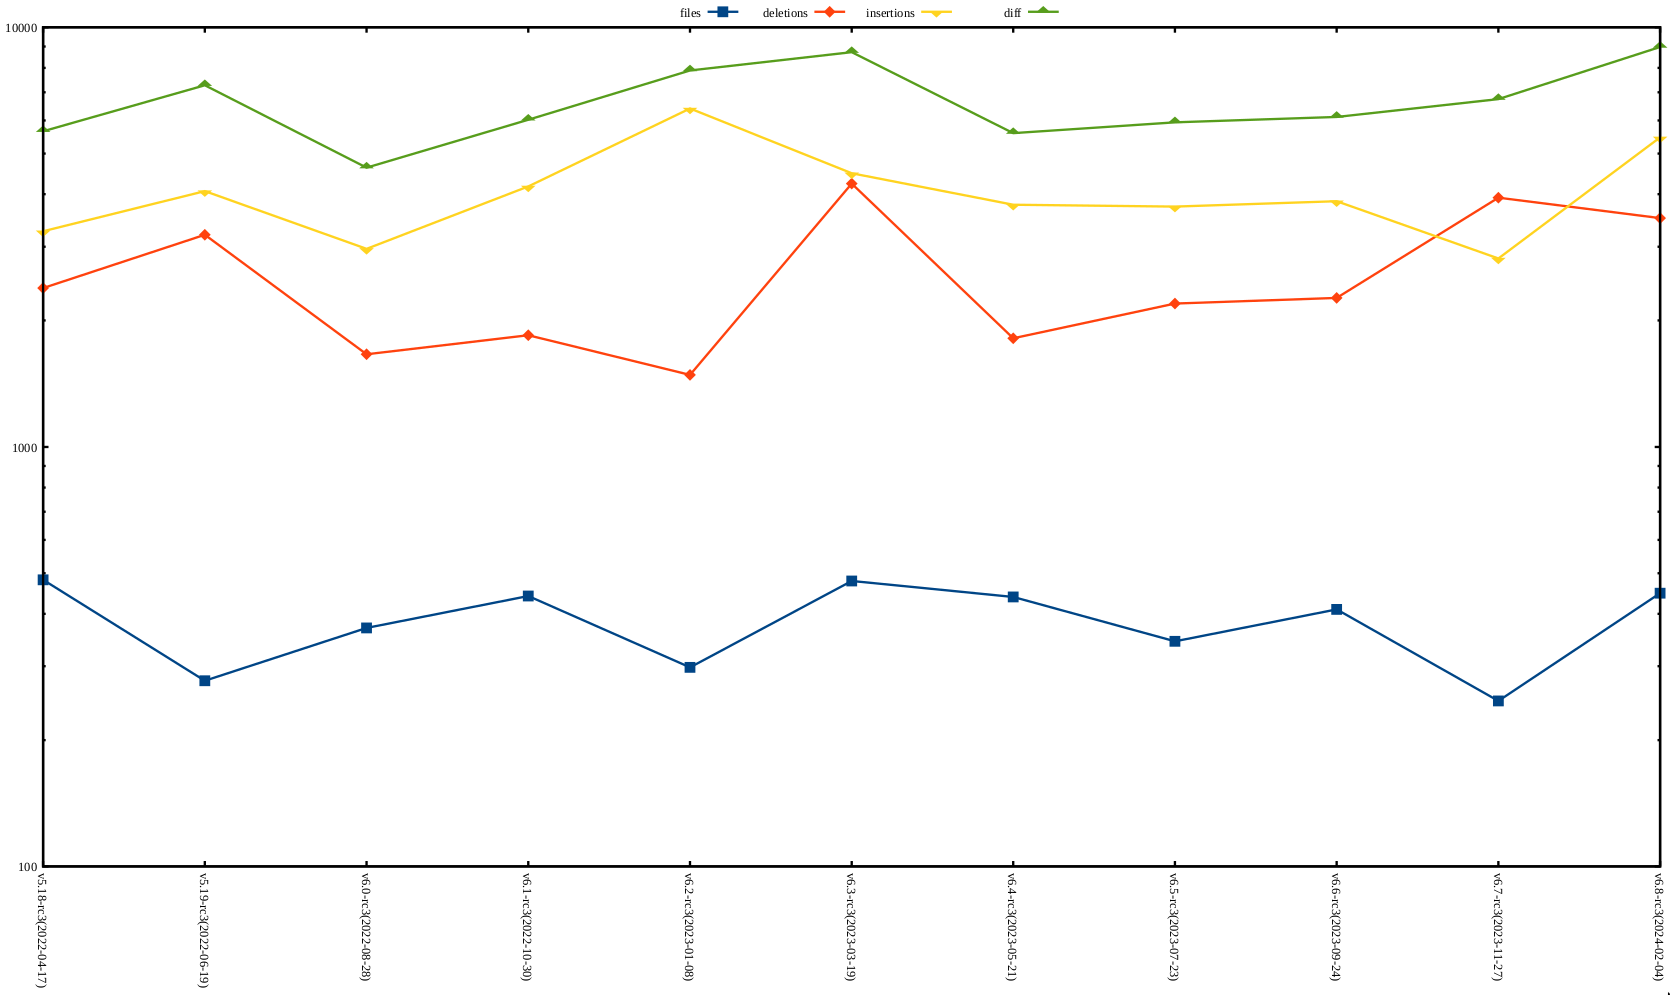 files deletions insertions diff
10000
1000
100
v5.18-rc3(2022-04-17)
v5.19-rc3(2022-06-19)
v6.0-rc3(2022-08-28)
v6.1-rc3(2022-10-30)
v6.2-rc3(2023-01-08)
v6.3-rc3(2023-03-19)
v6.4-rc3(2023-05-21)
v6.5-rc3(2023-07-23)
v6.6-rc3(2023-09-24)
v6.7-rc3(2023-11-27)
v6.8-rc3(2024-02-04)